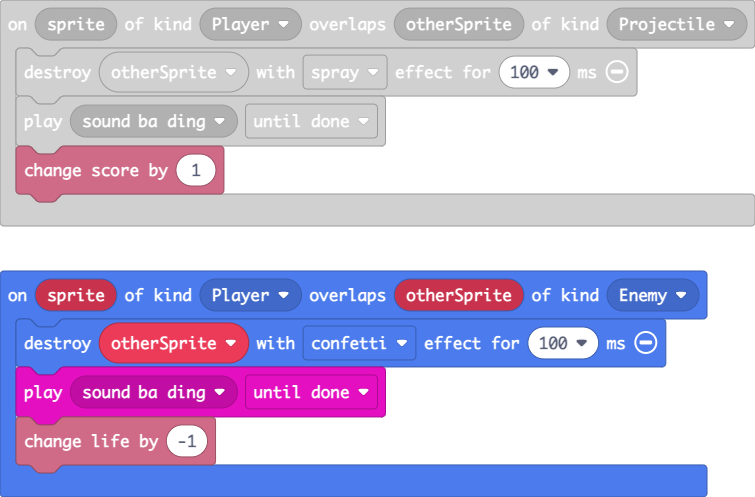 on sprite of kind Player overlaps otherSprite of kind Projectile
destroy otherSprite with spray effect for 100 ms
play sound ba ding until done
change score by 1
on sprite of kind Player overlaps otherSprite of kind Enemy
destroy otherSprite with confetti effect for 100 ms
play sound ba ding until done
change life by -1